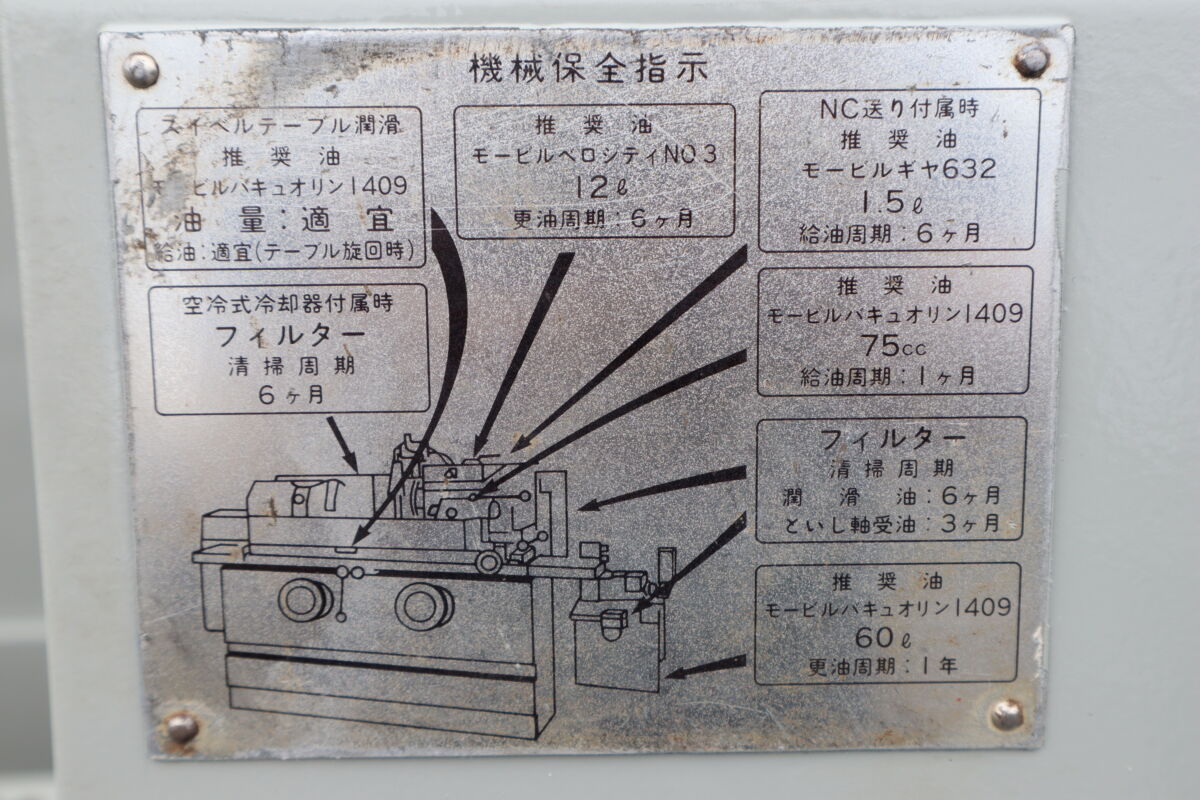 機械保全指示
スイベルテーブル潤滑
推奨油
モービルバキュオリン1409
油量:適宜
給油:適宜(テーブル旋回時)
推奨油
モービルベロシティNO3
12ℓ
更油周期:6ヶ月
NC送り付属時
推奨油
モービルギヤ632
1.5ℓ
給油周期:6ヶ月
空冷式冷却器付属時
フィルター
清掃周期
6ヶ月
推奨油
モービルバキュオリン1409
75cc
給油周期:1ヶ月
フィルター
清掃周期
潤滑油:6ヶ月
といし軸受油:3ヶ月
推奨油
モービルバキュオリン1409
60ℓ
更油周期:1年